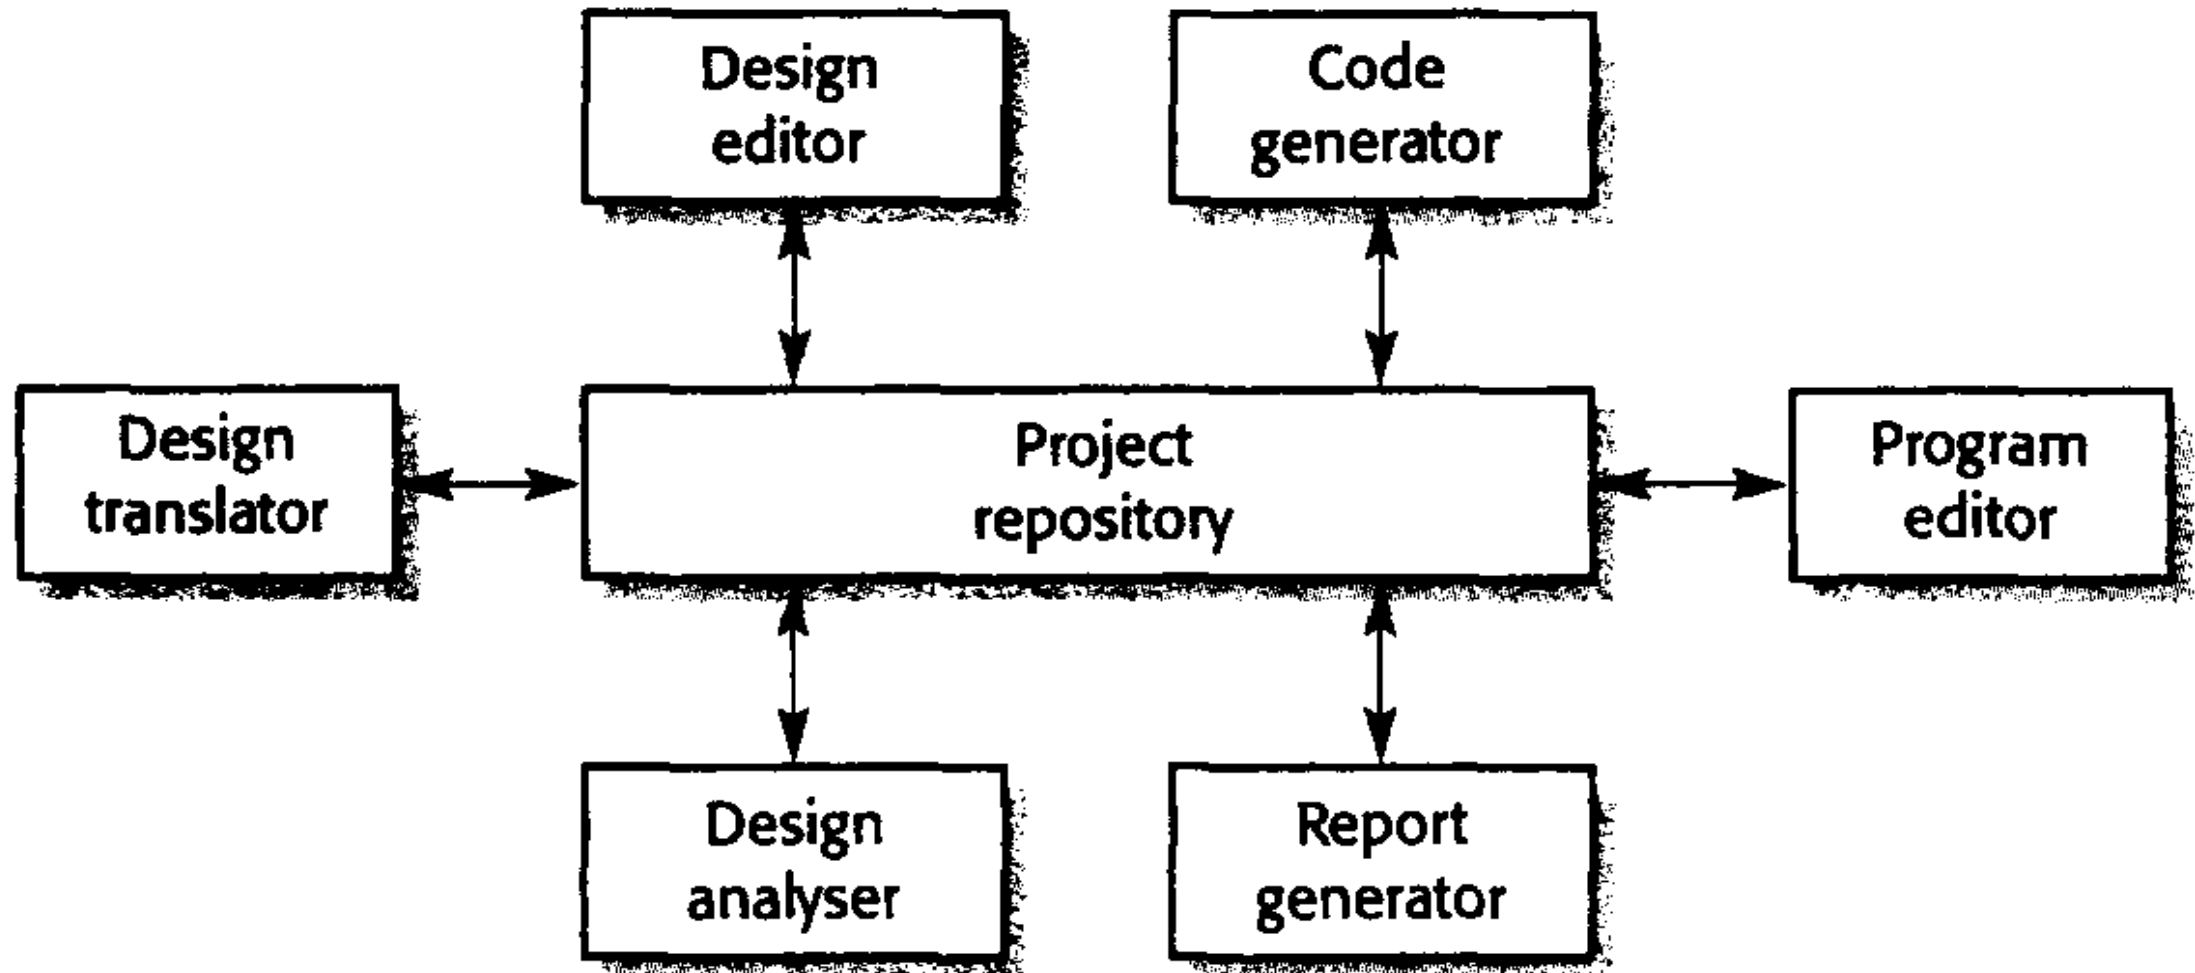 Design
editor
Code
generator
Design
translator
Project
repository
Program
editor
Design
analyser
Report
generator